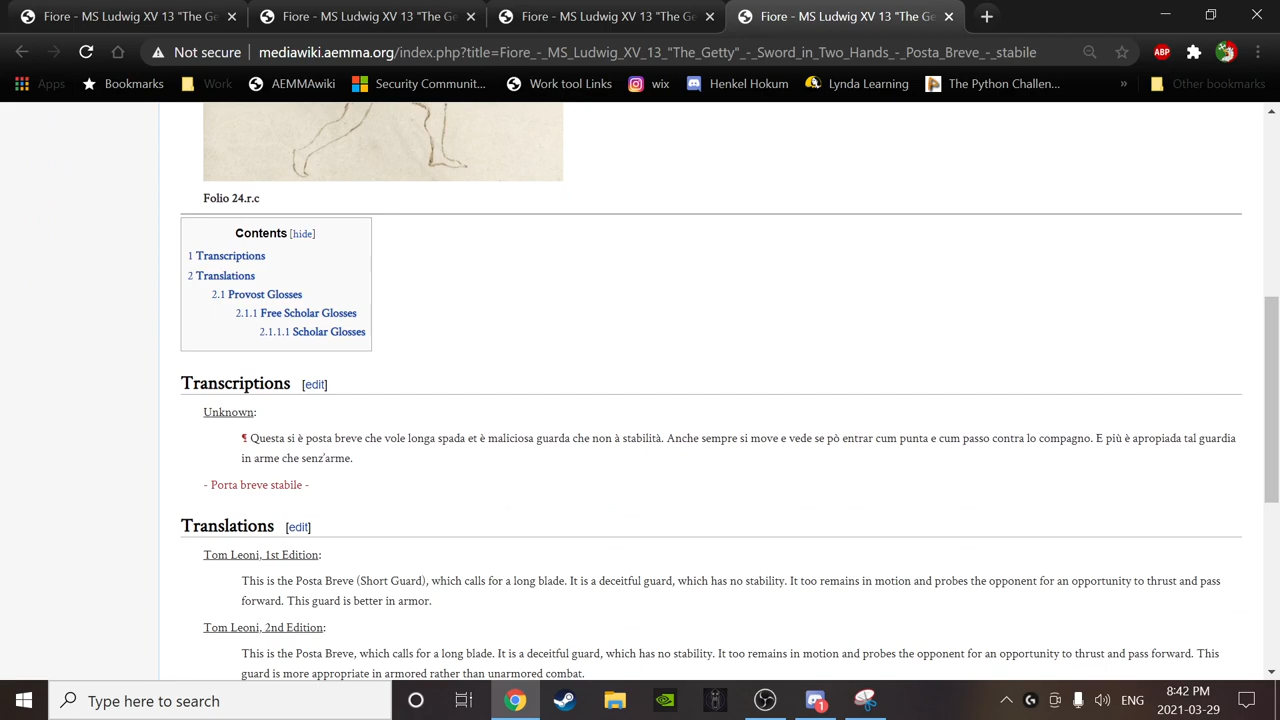 Fiore - MS Ludwig XV 13 "The Ge
Fiore - MS Ludwig XV 13 "The Ge
Fiore - MS Ludwig XV 13 "The Ge
Fiore - MS Ludwig XV 13 "The Ge
Not secure
mediawiki.aemma.org/index.php?title=Fiore_-_MS_Ludwig_XV_13_"The_Getty"_-_Sword_in_Two_Hands_-_Posta_Breve_-_stabile
ABP
Apps
Bookmarks
Work
AEMMAwiki
Security Communit...
Work tool Links
wix
Henkel Hokum
Lynda Learning
The Python Challen...
»
Other bookmarks
Folio 24.r.c
Contents [hide]
1 Transcriptions
2 Translations
2.1 Provost Glosses
2.1.1 Free Scholar Glosses
2.1.1.1 Scholar Glosses
Transcriptions [edit]
Unknown:
¶ Questa si è posta breve che vole longa spada et è maliciosa guarda che non à stabilità. Anche sempre si move e vede se pò entrar cum punta e cum passo contra lo compagno. E più è apropiada tal guardia
in arme che senz'arme.
- Porta breve stabile -
Translations [edit]
Tom Leoni, 1st Edition:
This is the Posta Breve (Short Guard), which calls for a long blade. It is a deceitful guard, which has no stability. It too remains in motion and probes the opponent for an opportunity to thrust and pass
forward. This guard is better in armor.
Tom Leoni, 2nd Edition:
This is the Posta Breve, which calls for a long blade. It is a deceitful guard, which has no stability. It too remains in motion and probes the opponent for an opportunity to thrust and pass forward. This
guard is more appropriate in armored rather than unarmored combat.
Type here to search
1
ENG
8:42 PM
2021-03-29